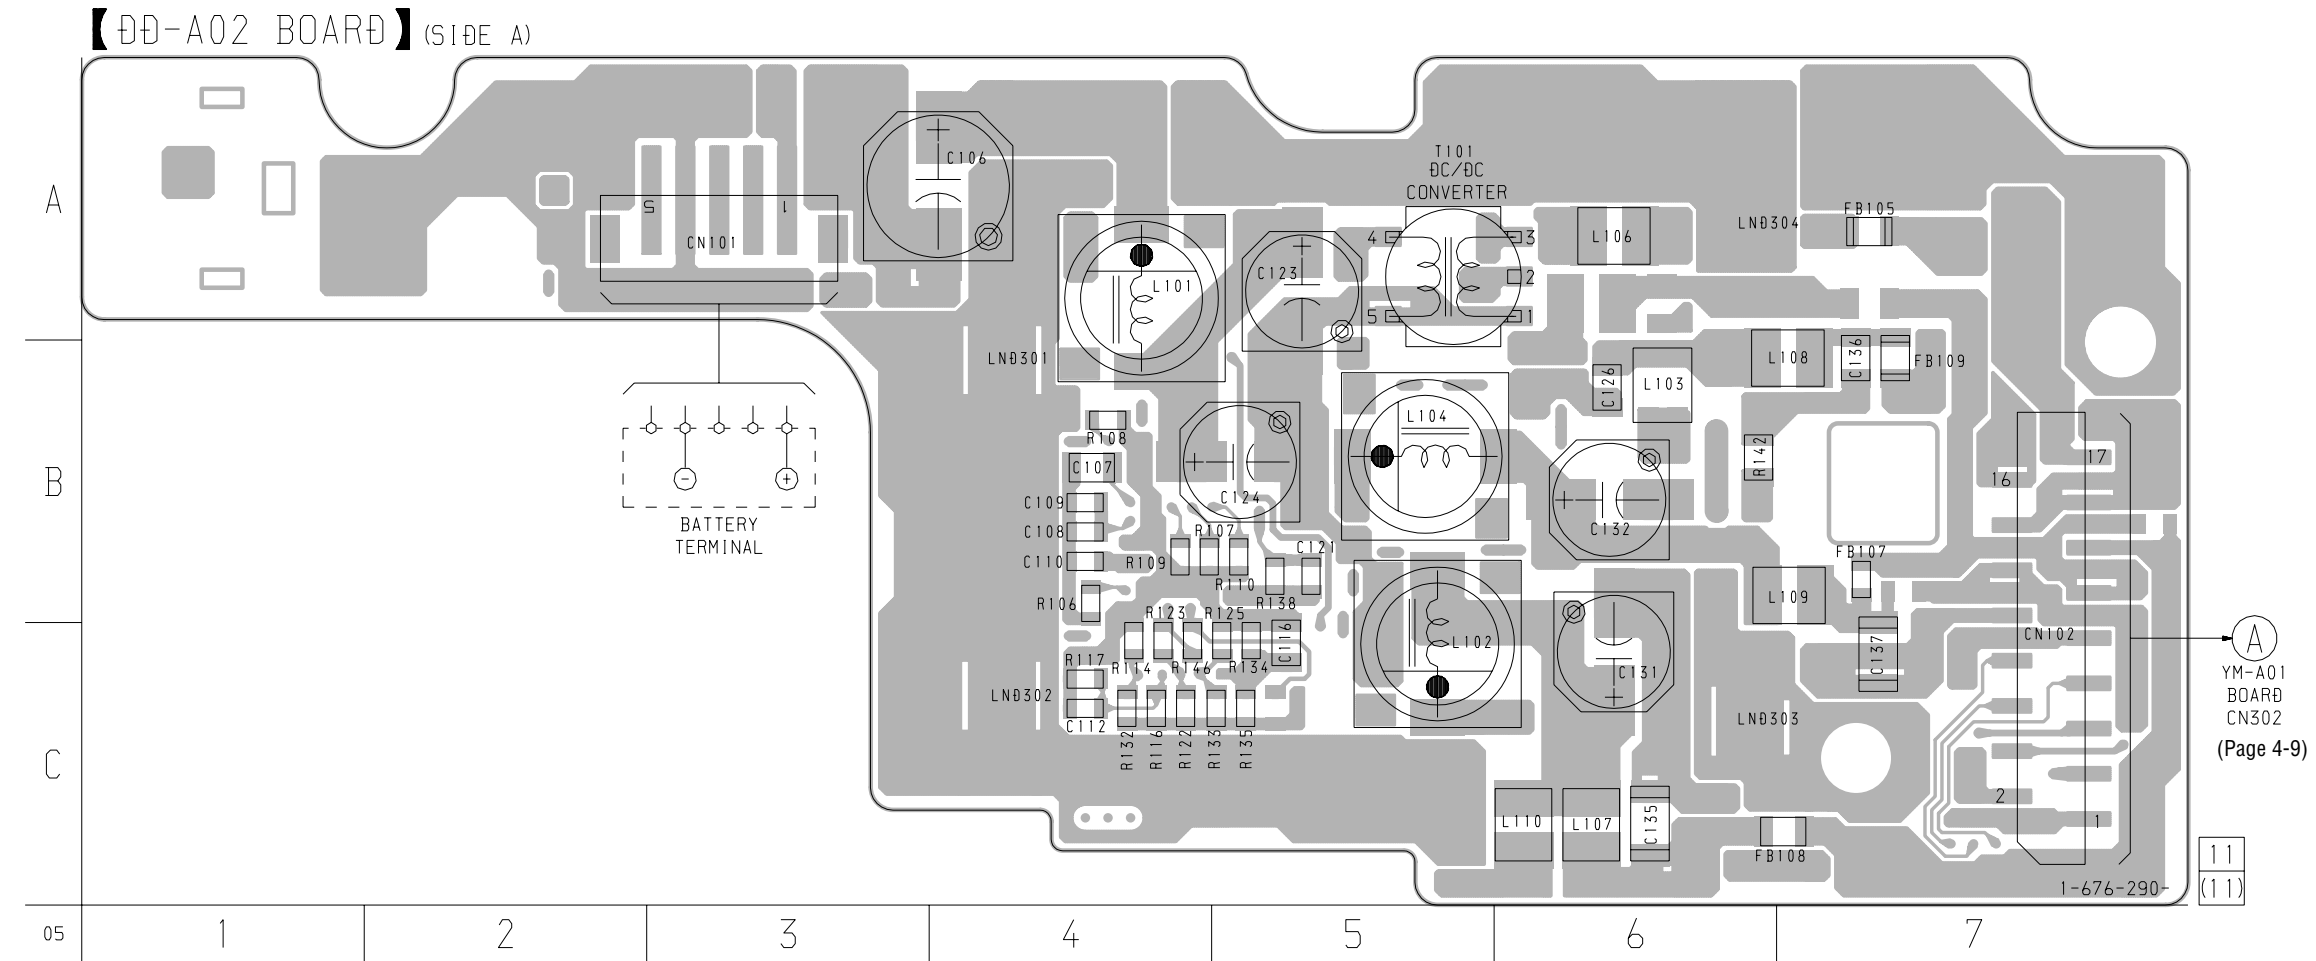 【DD-A02 BOARD】(SIDE A)
A
B
C
05
1
2
3
4
5
6
7
5
1
CN101
BATTERY
TERMINAL
-
+
C106
L101
C123
T101
DC/DC
CONVERTER
4
5
3
2
1
L106
LND304
FB105
LND301
L108
C136
FB109
C126
L103
R108
C107
C124
L104
R142
C132
17
16
C109
C108
C110
R109
R107
R110
C121
R138
R106
FB107
L109
R123
R125
C116
R117
R114
R146
R134
L102
C131
C137
CN102
LND302
C112
R132
R116
R122
R133
R135
LND303
2
1
L110
L107
C135
FB108
1-676-290-
A
YM-A01
BOARD
CN302
(Page 4-9)
11
(11)